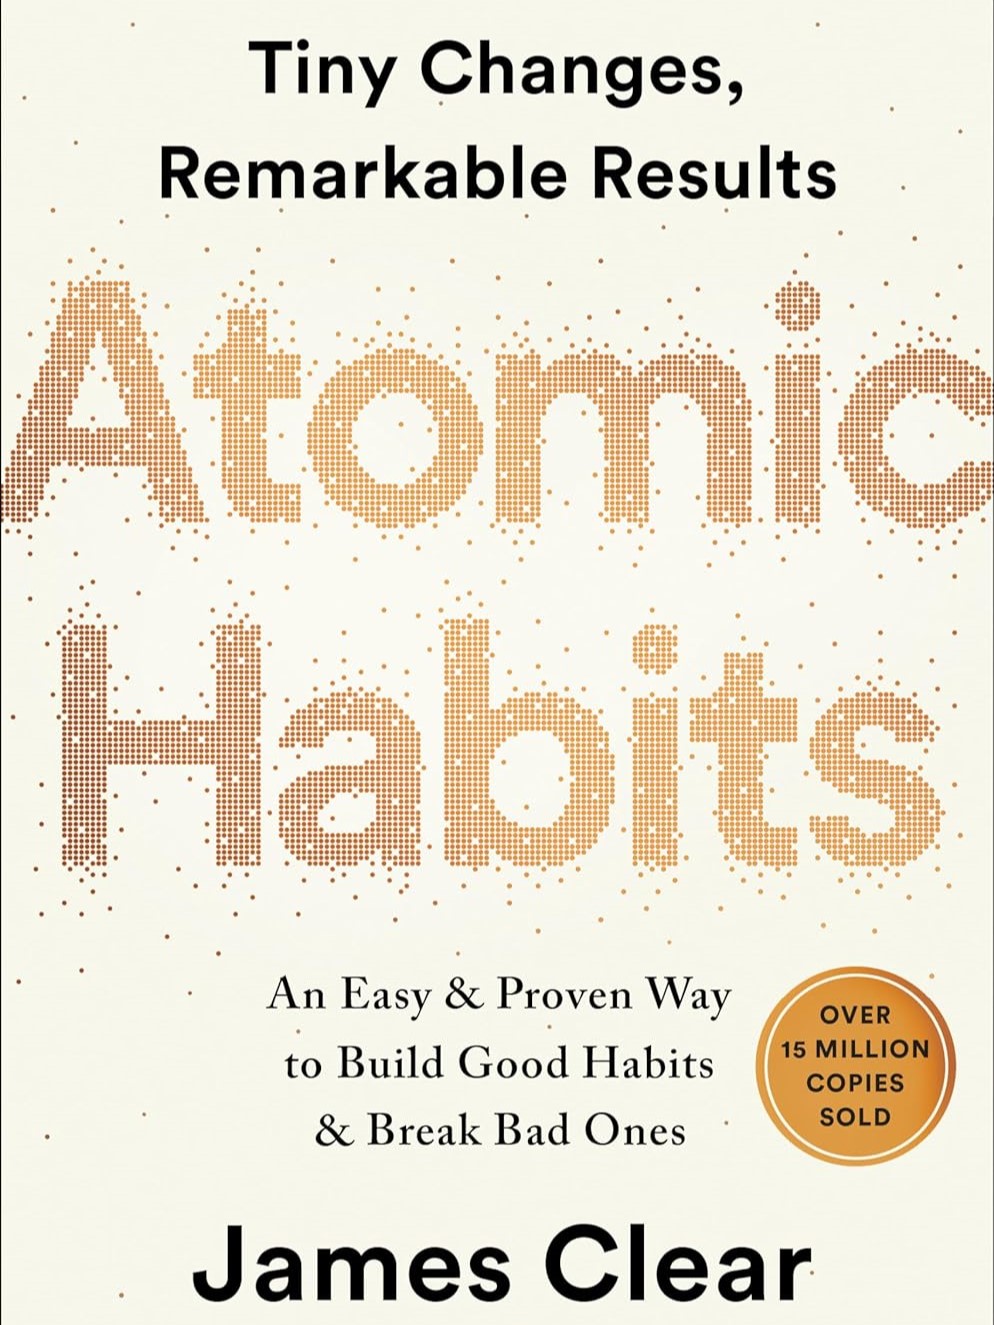 Tiny Changes,
Remarkable Results
Atomic
Habits
An Easy & Proven Way
to Build Good Habits
& Break Bad Ones
OVER
15 MILLION
COPIES
SOLD
James Clear